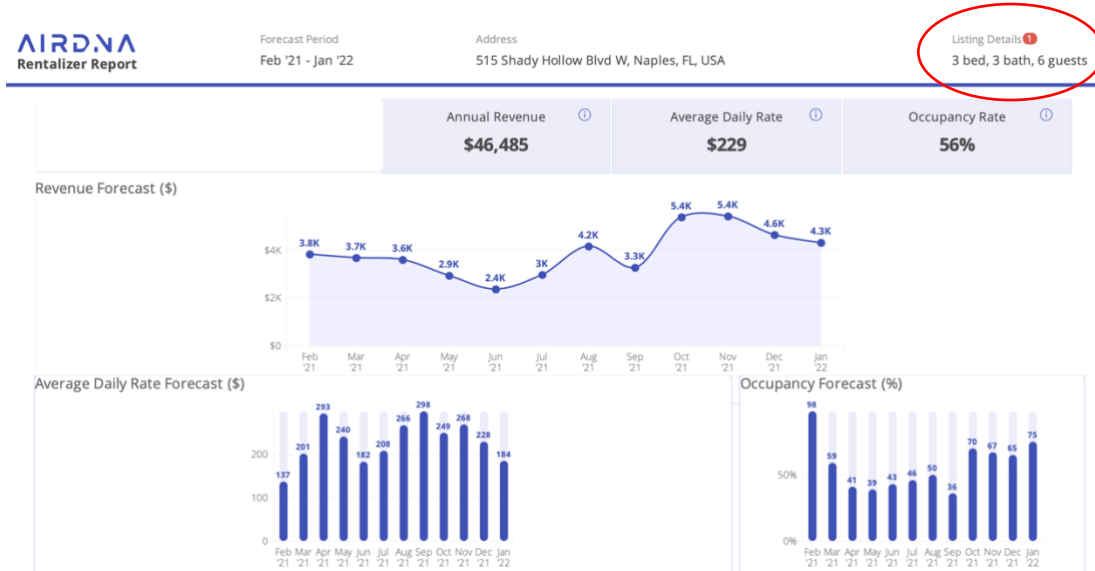 AIRDNA
Rentalizer Report
Forecast Period
Feb '21 - Jan '22
Address
515 Shady Hollow Blvd W, Naples, FL, USA
Listing Details 1
3 bed, 3 bath, 6 guests
Annual Revenue
$46,485
Average Daily Rate
$229
Occupancy Rate
56%
Revenue Forecast ($)
$4K
$2K
$0
3.8K 3.7K 3.6K 2.9K 2.4K 3K 4.2K 3.3K 5.4K 5.4K 4.6K 4.3K
Feb '21 Mar '21 Apr '21 May '21 Jun '21 Jul '21 Aug '21 Sep '21 Oct '21 Nov '21 Dec '21 Jan '22
Average Daily Rate Forecast ($)
200
100
0
137 201 293 240 182 208 266 298 249 268 228 184
Feb '21 Mar '21 Apr '21 May '21 Jun '21 Jul '21 Aug '21 Sep '21 Oct '21 Nov '21 Dec '21 Jan '22
Occupancy Forecast (%)
50%
0%
98 59 41 39 43 46 50 36 70 67 65 75
Feb '21 Mar '21 Apr '21 May '21 Jun '21 Jul '21 Aug '21 Sep '21 Oct '21 Nov '21 Dec '21 Jan '22